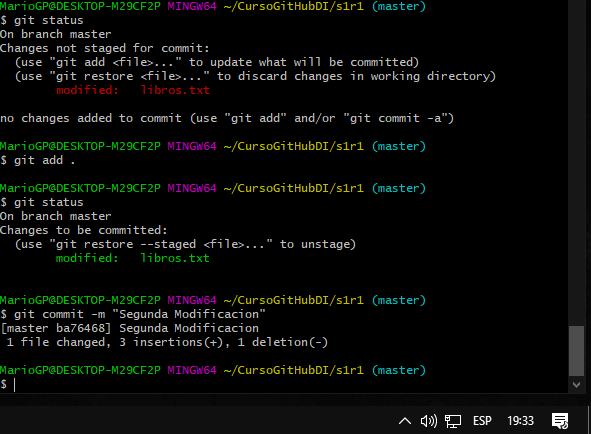 MarioGP@DESKTOP-M29CF2P MINGW64 ~/CursoGitHubDI/s1r1 (master)
$ git status
On branch master
Changes not staged for commit:
  (use "git add <file>..." to update what will be committed)
  (use "git restore <file>..." to discard changes in working directory)
        modified:   libros.txt

no changes added to commit (use "git add" and/or "git commit -a")

MarioGP@DESKTOP-M29CF2P MINGW64 ~/CursoGitHubDI/s1r1 (master)
$ git add .

MarioGP@DESKTOP-M29CF2P MINGW64 ~/CursoGitHubDI/s1r1 (master)
$ git status
On branch master
Changes to be committed:
  (use "git restore --staged <file>..." to unstage)
        modified:   libros.txt


MarioGP@DESKTOP-M29CF2P MINGW64 ~/CursoGitHubDI/s1r1 (master)
$ git commit -m "Segunda Modificacion"
[master ba76468] Segunda Modificacion
 1 file changed, 3 insertions(+), 1 deletion(-)

MarioGP@DESKTOP-M29CF2P MINGW64 ~/CursoGitHubDI/s1r1 (master)
$
ESP 19:33